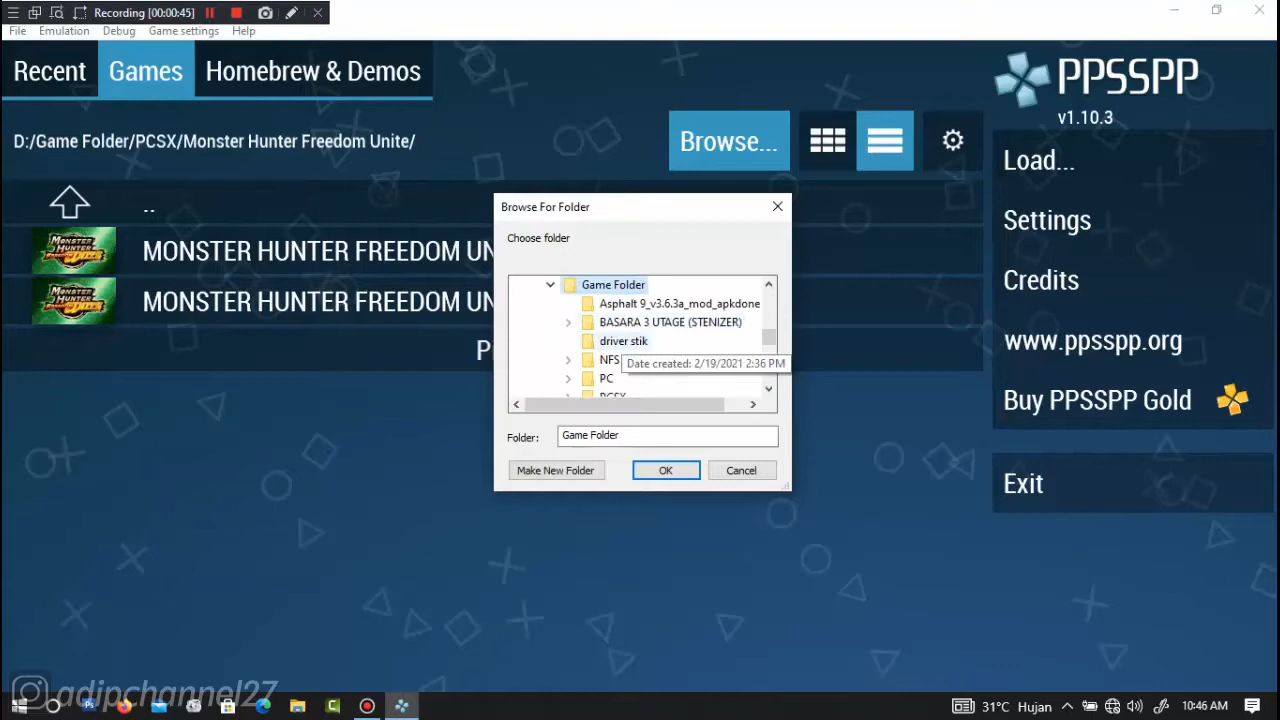 Recording [00:00:45]
File Emulation Debug Game settings Help
Recent Games Homebrew & Demos
PPSSPP
v1.10.3
D:/Game Folder/PCSX/Monster Hunter Freedom Unite/
Browse...
..
MONSTER HUNTER FREEDOM UN
MONSTER HUNTER FREEDOM UN
P
Browse For Folder
Choose folder
Game Folder
Asphalt 9_v3.6.3a_mod_apkdone
BASARA 3 UTAGE (STENIZER)
driver stik
NFS
Date created: 2/19/2021 2:36 PM
PC
PCSX
Folder: Game Folder
Make New Folder OK Cancel
Load...
Settings
Credits
www.ppsspp.org
Buy PPSSPP Gold
Exit
adipchannel27
31°C Hujan 10:46 AM